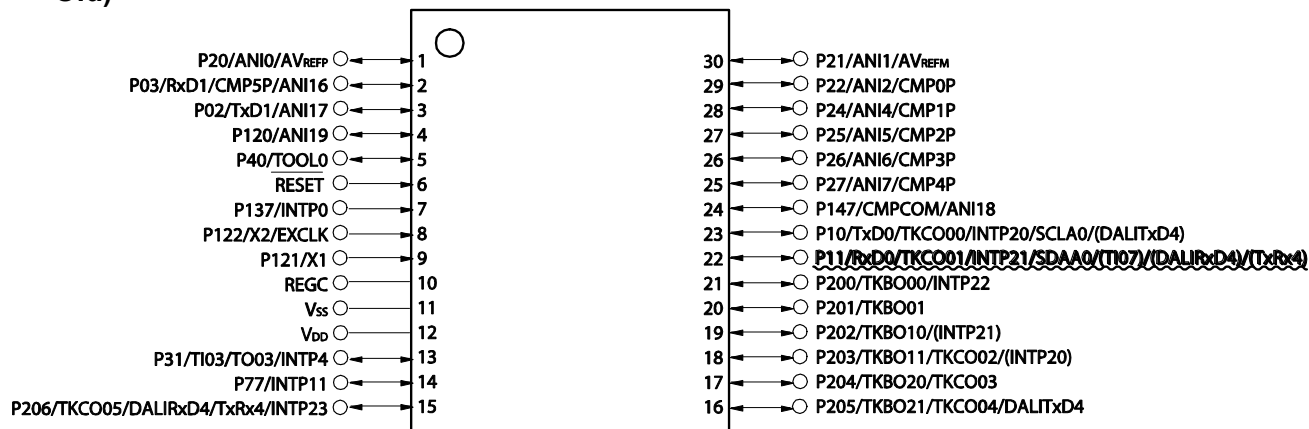 P20/ANI0/AVREFP 1 30 P21/ANI1/AVREFM
P03/RxD1/CMP5P/ANI16 2 29 P22/ANI2/CMP0P
P02/TxD1/ANI17 3 28 P24/ANI4/CMP1P
P120/ANI19 4 27 P25/ANI5/CMP2P
P40/TOOL0 5 26 P26/ANI6/CMP3P
RESET 6 25 P27/ANI7/CMP4P
P137/INTP0 7 24 P147/CMPCOM/ANI18
P122/X2/EXCLK 8 23 P10/TxD0/TKCO00/INTP20/SCLA0/(DALITxD4)
P121/X1 9 22 P11/RxD0/TKCO01/INTP21/SDAA0/(TI07)/(DALIRxD4)/(TxRx4)
REGC 10 21 P200/TKBO00/INTP22
VSS 11 20 P201/TKBO01
VDD 12 19 P202/TKBO10/(INTP21)
P31/TI03/TO03/INTP4 13 18 P203/TKBO11/TKCO02/(INTP20)
P77/INTP11 14 17 P204/TKBO20/TKCO03
P206/TKCO05/DALIRxD4/TxRx4/INTP23 15 16 P205/TKBO21/TKCO04/DALITxD4